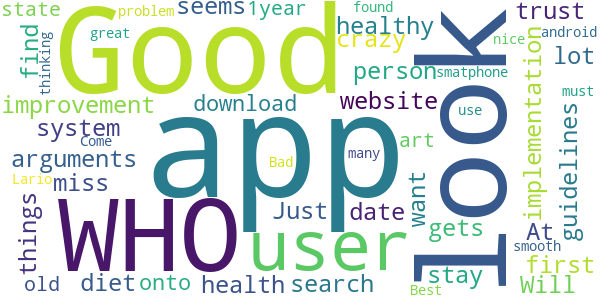 state
problem
seems
1year
found
trust
Good
great
healthy
crazy
nice
android
find
thinking
look
lot
person
smatphone
improvement
download
website
use
must
implementation
guidelines
app
system
Come
art
arguments
Bad
many
Lario
miss
want
WHO
Just
date
things
user
gets
At
smooth
first
old
diet
onto
health
search
stay
Best
Will